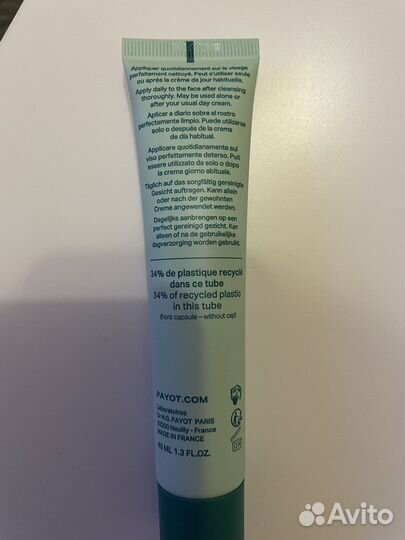 Appliquer quotidiennement sur le visage
parfaitement nettoyé. Peut s'utiliser seule
ou après la crème de jour habituelle.
Apply daily to the face after cleansing
thoroughly. May be used alone or
after your usual day cream.
Aplicar a diario sobre el rostro
perfectamente limpio. Puede utilizarse
solo o después de la crema
de día habitual.
Applicare quotidianamente sul
viso perfettamente deterso. Può
essere utilizzato da solo o dopo
la crema giorno abituale.
Täglich auf das sorgfältig gereinigte
Gesicht auftragen. Kann allein
oder nach der gewohnten
Creme angewendet werden.
Dagelijks aanbrengen op een
perfect gereinigd gezicht. Kan
alleen of na de gebruikelijke
dagverzorging worden gebruikt.
34% de plastique recyclé
dans ce tube
34% of recycled plastic
in this tube
(hors capsule – without cap)
PAYOT.COM
Laboratoires
Dr N.G. PAYOT PARIS
92200 Neuilly - France
MADE IN FRANCE
40 ML 1.3 FL.OZ.
Avito